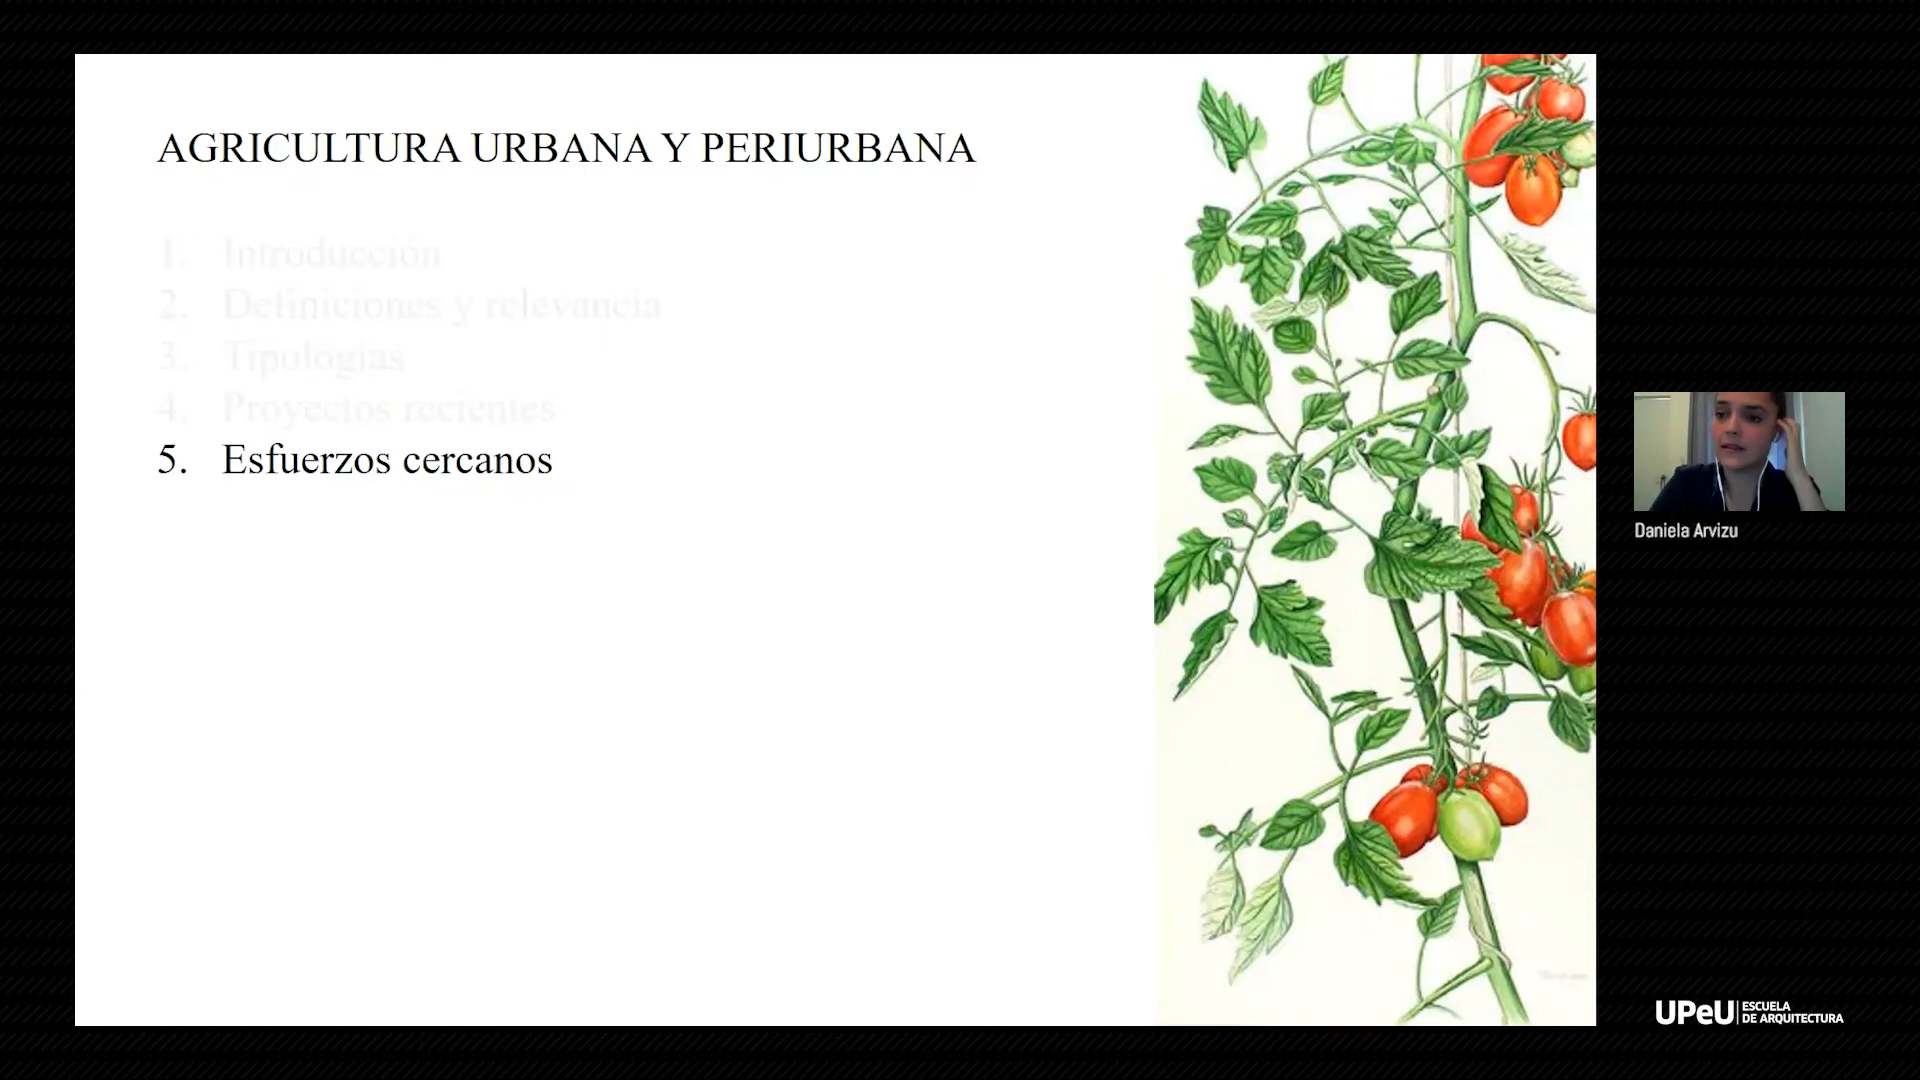 AGRICULTURA URBANA Y PERIURBANA
1. Introducción
2. Definiciones y relevancia
3. Tipologías
4. Proyectos recientes
5. Esfuerzos cercanos
Daniela Arvizu
UPeU ESCUELA
DE ARQUITECTURA